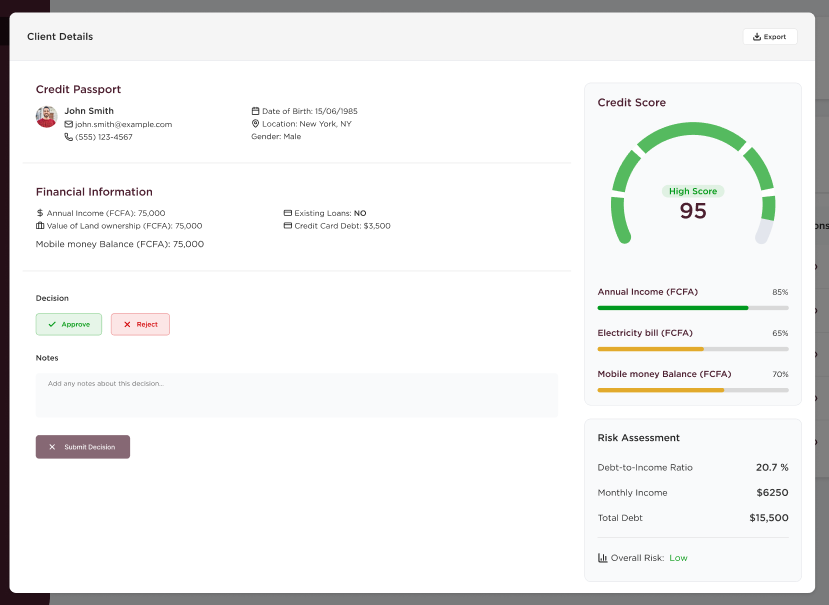 Client Details
Export
Credit Passport
John Smith
john.smith@example.com
(555) 123-4567
Date of Birth: 15/06/1985
Location: New York, NY
Gender: Male
Financial Information
Annual Income (FCFA): 75,000
Value of Land ownership (FCFA): 75,000
Mobile money Balance (FCFA): 75,000
Existing Loans: NO
Credit Card Debt: $3,500
Decision
Approve
Reject
Notes
Add any notes about this decision...
Submit Decision
Credit Score
High Score
95
Annual Income (FCFA) 85%
Electricity bill (FCFA) 65%
Mobile money Balance (FCFA) 70%
Risk Assessment
Debt-to-Income Ratio 20.7 %
Monthly Income $6250
Total Debt $15,500
Overall Risk: Low